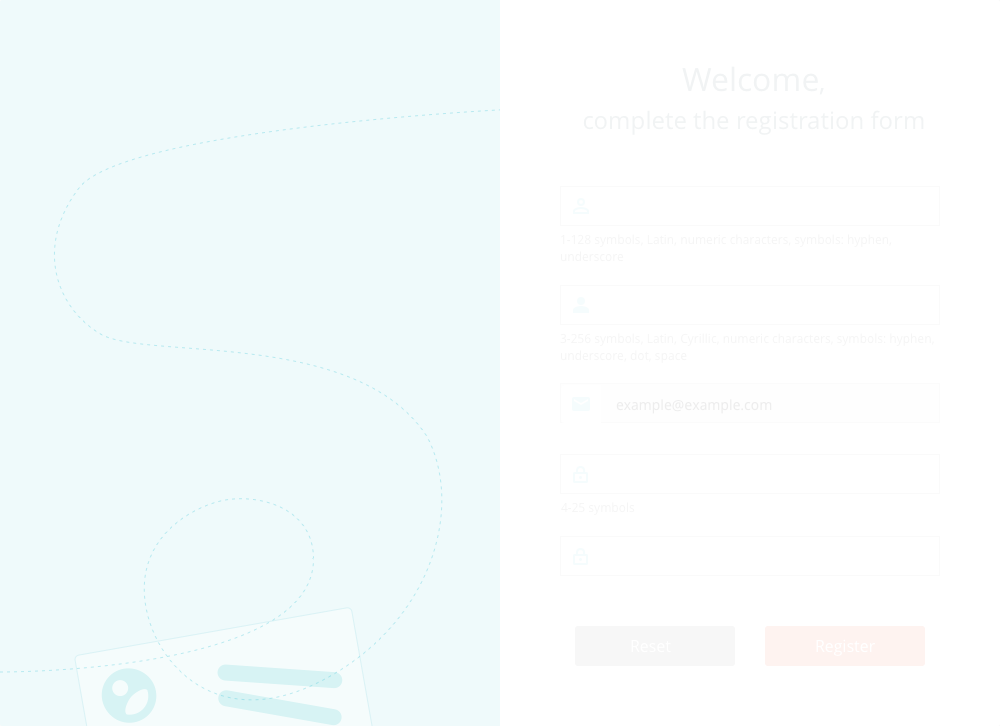 Welcome,
complete the registration form
1-128 symbols, Latin, numeric characters, symbols: hyphen,
underscore
3-256 symbols, Latin, Cyrillic, numeric characters, symbols: hyphen,
underscore, dot, space
example@example.com
4-25 symbols
Reset
Register